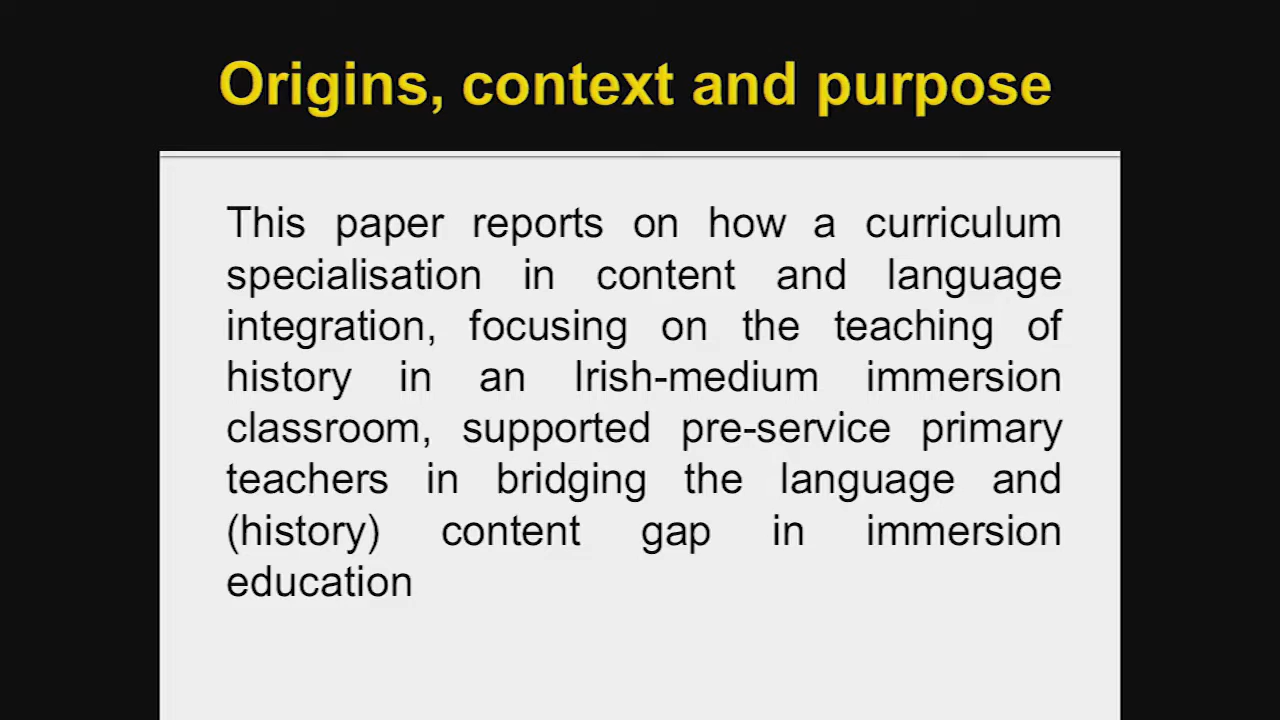 Origins, context and purpose
This paper reports on how a curriculum
specialisation in content and language
integration, focusing on the teaching of
history in an Irish-medium immersion
classroom, supported pre-service primary
teachers in bridging the language and
(history) content gap in immersion
education